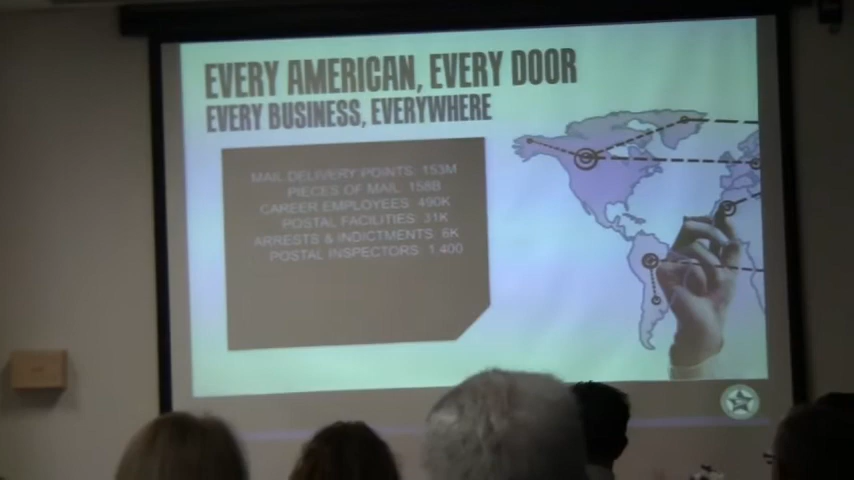 EVERY AMERICAN, EVERY DOOR
EVERY BUSINESS, EVERYWHERE
MAIL DELIVERY POINTS: 153M
PIECES OF MAIL: 158B
CAREER EMPLOYEES: 490K
POSTAL FACILITIES: 31K
ARRESTS & INDICTMENTS: 6K
POSTAL INSPECTORS: 1,400